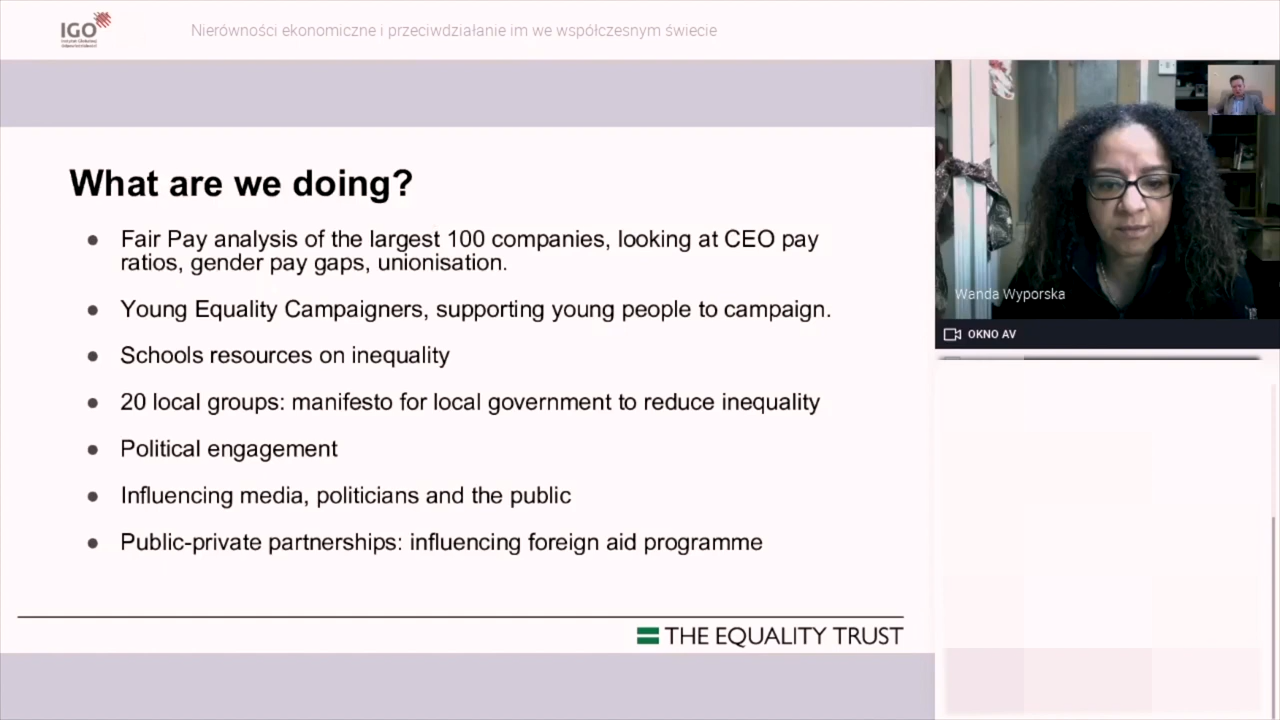 IGO
Instytut Globalnej
Odpowiedzialności
Nierówności ekonomiczne i przeciwdziałanie im we współczesnym świecie
What are we doing?
● Fair Pay analysis of the largest 100 companies, looking at CEO pay
ratios, gender pay gaps, unionisation.
● Young Equality Campaigners, supporting young people to campaign.
● Schools resources on inequality
● 20 local groups: manifesto for local government to reduce inequality
● Political engagement
● Influencing media, politicians and the public
● Public-private partnerships: influencing foreign aid programme
THE EQUALITY TRUST
Wanda Wyporska
OKNO AV